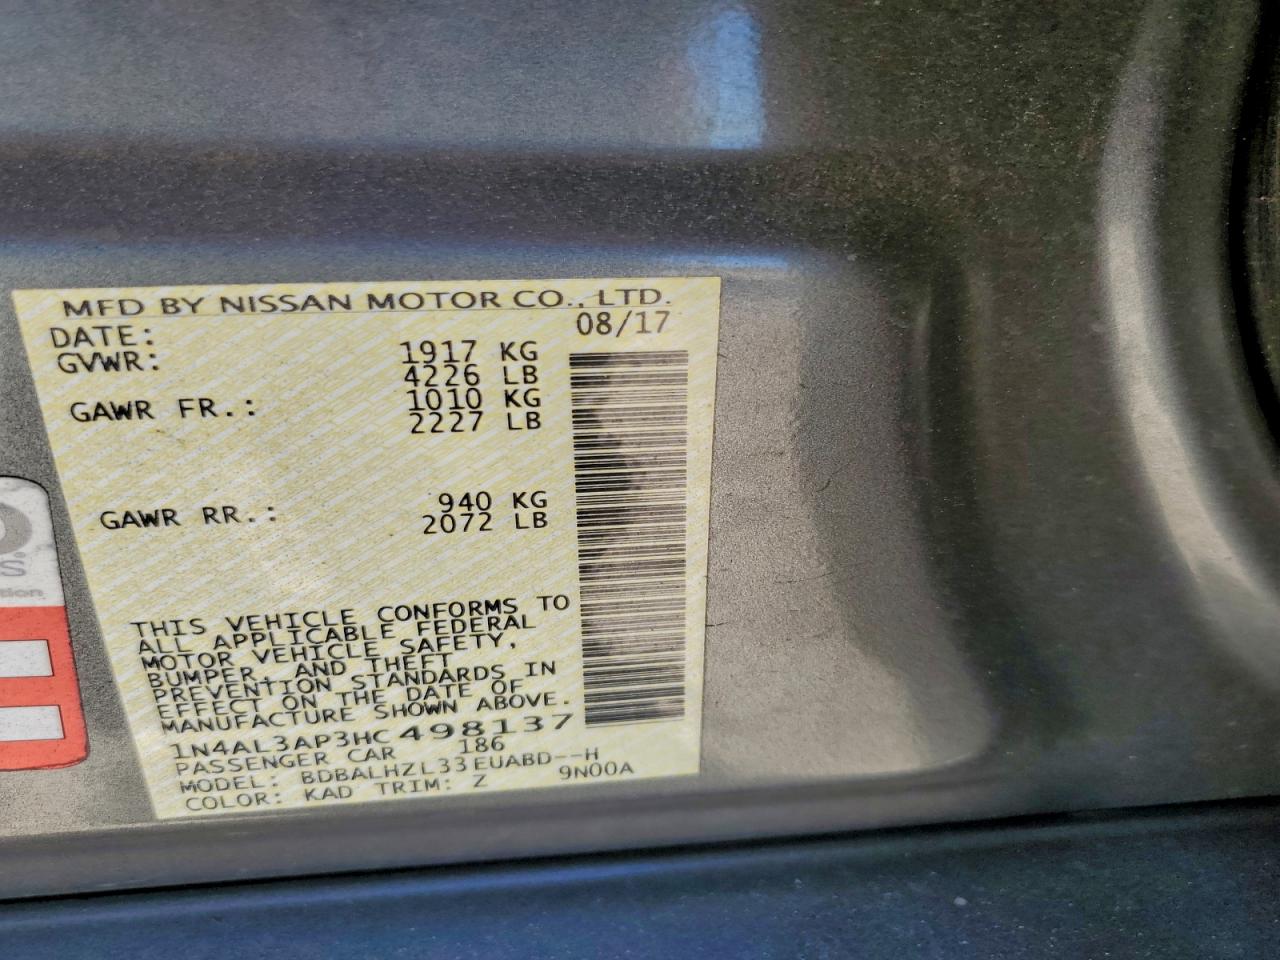 MFD BY NISSAN MOTOR CO., LTD.
DATE: 08/17
GVWR: 1917 KG
4226 LB
GAWR FR.: 1010 KG
2227 LB
GAWR RR.: 940 KG
2072 LB
THIS VEHICLE CONFORMS TO
ALL APPLICABLE FEDERAL
MOTOR VEHICLE SAFETY,
BUMPER, AND THEFT
PREVENTION STANDARDS IN
EFFECT ON THE DATE OF
MANUFACTURE SHOWN ABOVE.
1N4AL3AP3HC498137
PASSENGER CAR 186
MODEL: BDBALHZL33EUABD--H
COLOR: KAD TRIM: Z 9N00A